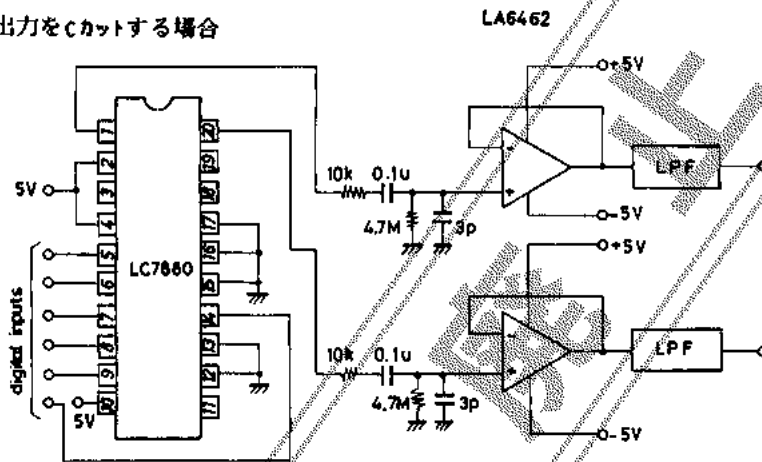 出力をCカットする場合
LA6462
+5V
1
20
2
19
5V
3
18
4
17
5
16
6
15
LC7880
7
14
8
13
9
12
10
11
5V
digital inputs
10k
0.1u
4.7M
3p
-
+
LPF
-5V
+5V
10k
0.1u
4.7M
3p
-
+
LPF
-5V